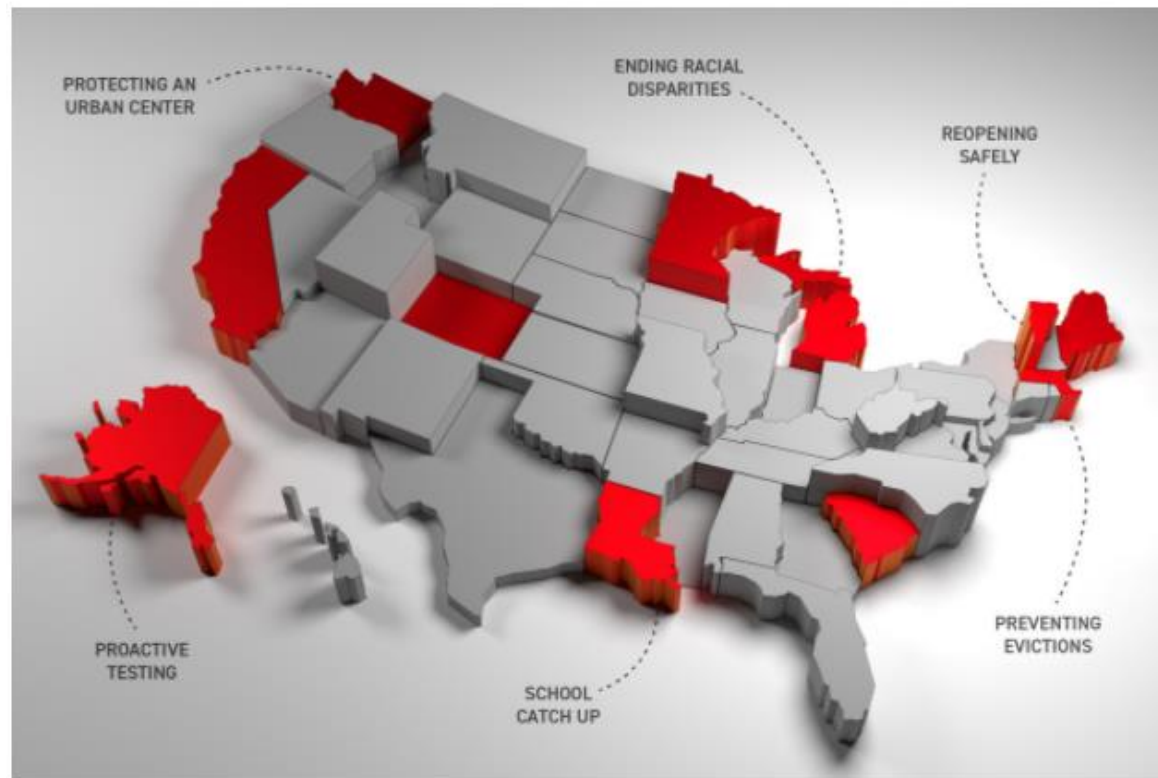 PROTECTING AN
URBAN CENTER
ENDING RACIAL
DISPARITIES
REOPENING
SAFELY
PROACTIVE
TESTING
SCHOOL
CATCH UP
PREVENTING
EVICTIONS